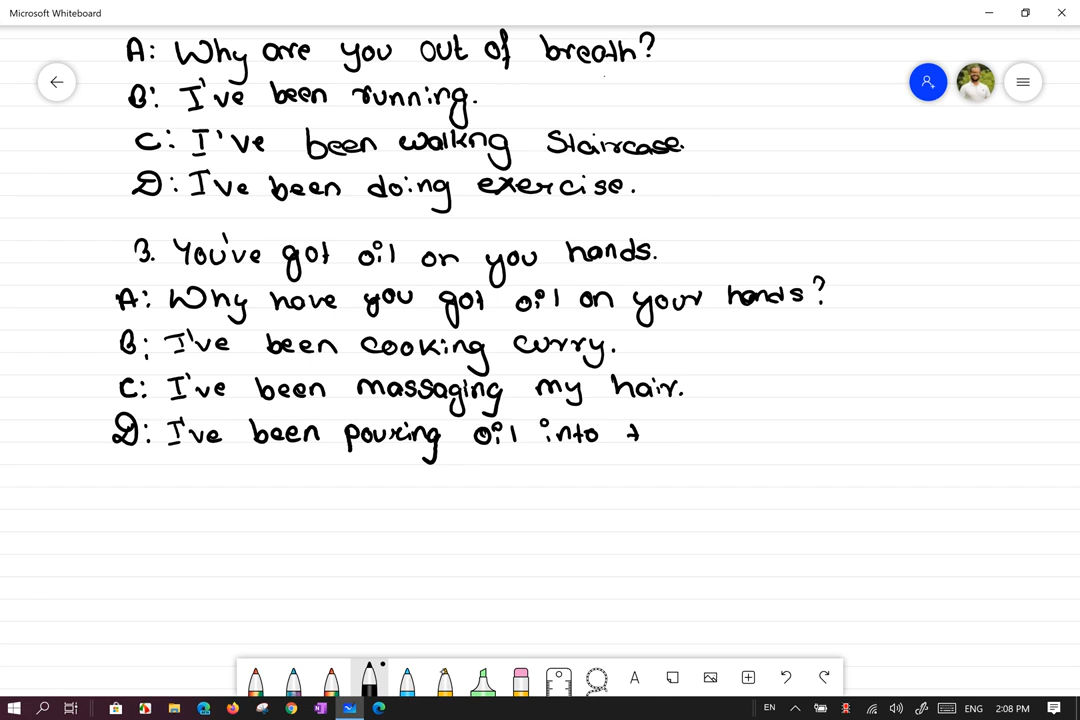 Microsoft Whiteboard
A: Why are you out of breath?
B: I've been running.
C: I've been walkng Staircase.
D: I've been doing exercise.
3. You've got oil on you hands.
A: Why have you got oil on your hands?
B: I've been cooking curry.
C: I've been massaging my hair.
D: I've been pouring oil into t
A
EN
ENG
2:08 PM